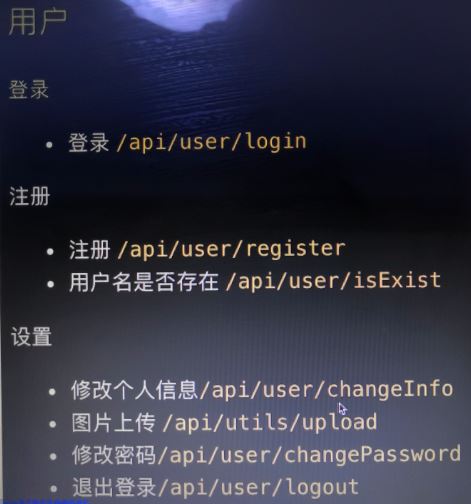 用户
登录
登录 /api/user/login
注册
注册 /api/user/register
用户名是否存在 /api/user/isExist
设置
修改个人信息/api/user/changeInfo
图片上传 /api/utils/upload
修改密码/api/user/changePassword
退出登录/api/user/logout